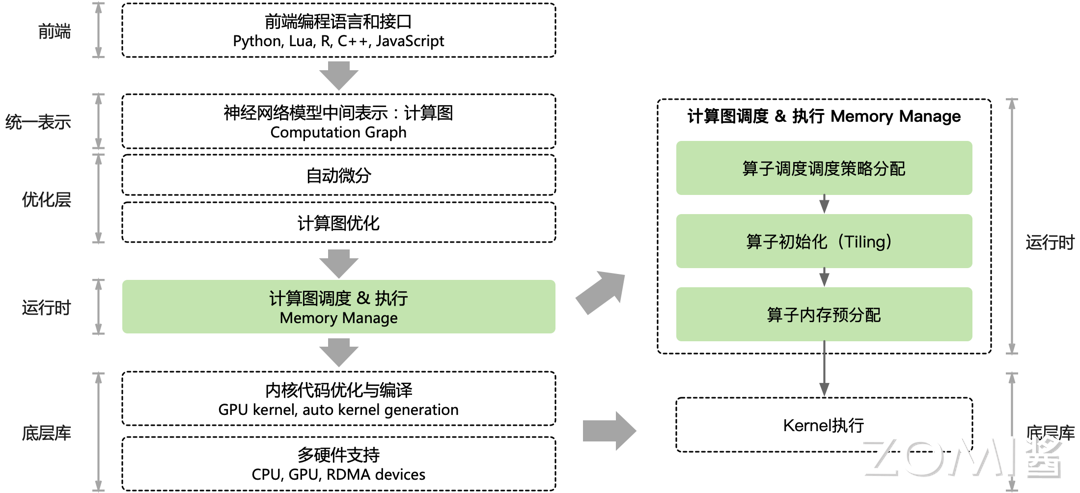 前端
前端编程语言和接口
Python, Lua, R, C++, JavaScript
统一表示
神经网络模型中间表示：计算图
Computation Graph
优化层
自动微分
计算图优化
运行时
计算图调度 & 执行
Memory Manage
底层库
内核代码优化与编译
GPU kernel, auto kernel generation
多硬件支持
CPU, GPU, RDMA devices
计算图调度 & 执行 Memory Manage
算子调度调度策略分配
算子初始化（Tiling）
算子内存预分配
运行时
Kernel执行
底层库
ZOMI酱